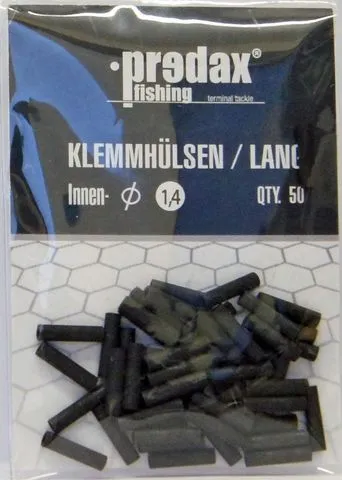 predax®
fishing
terminal tackle
KLEMMHÜLSEN / LANG
Innen- Ø 1,4 QTY. 50